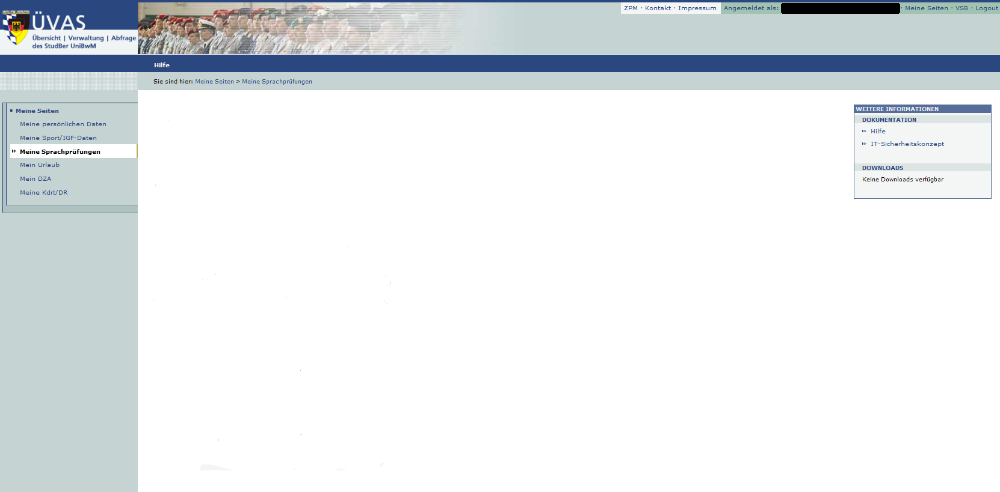 Uni Bw München
ÜVAS
Übersicht | Verwaltung | Abfrage
des StudBer UniBwM
ZPM · Kontakt · Impressum Angemeldet als: · Meine Seiten · VSB · Logout
Hilfe
Sie sind hier: Meine Seiten > Meine Sprachprüfungen
Meine Seiten
Meine persönlichen Daten
Meine Sport/IGF-Daten
Meine Sprachprüfungen
Mein Urlaub
Mein DZA
Meine Kdrt/DR
WEITERE INFORMATIONEN
DOKUMENTATION
Hilfe
IT-Sicherheitskonzept
DOWNLOADS
Keine Downloads verfügbar